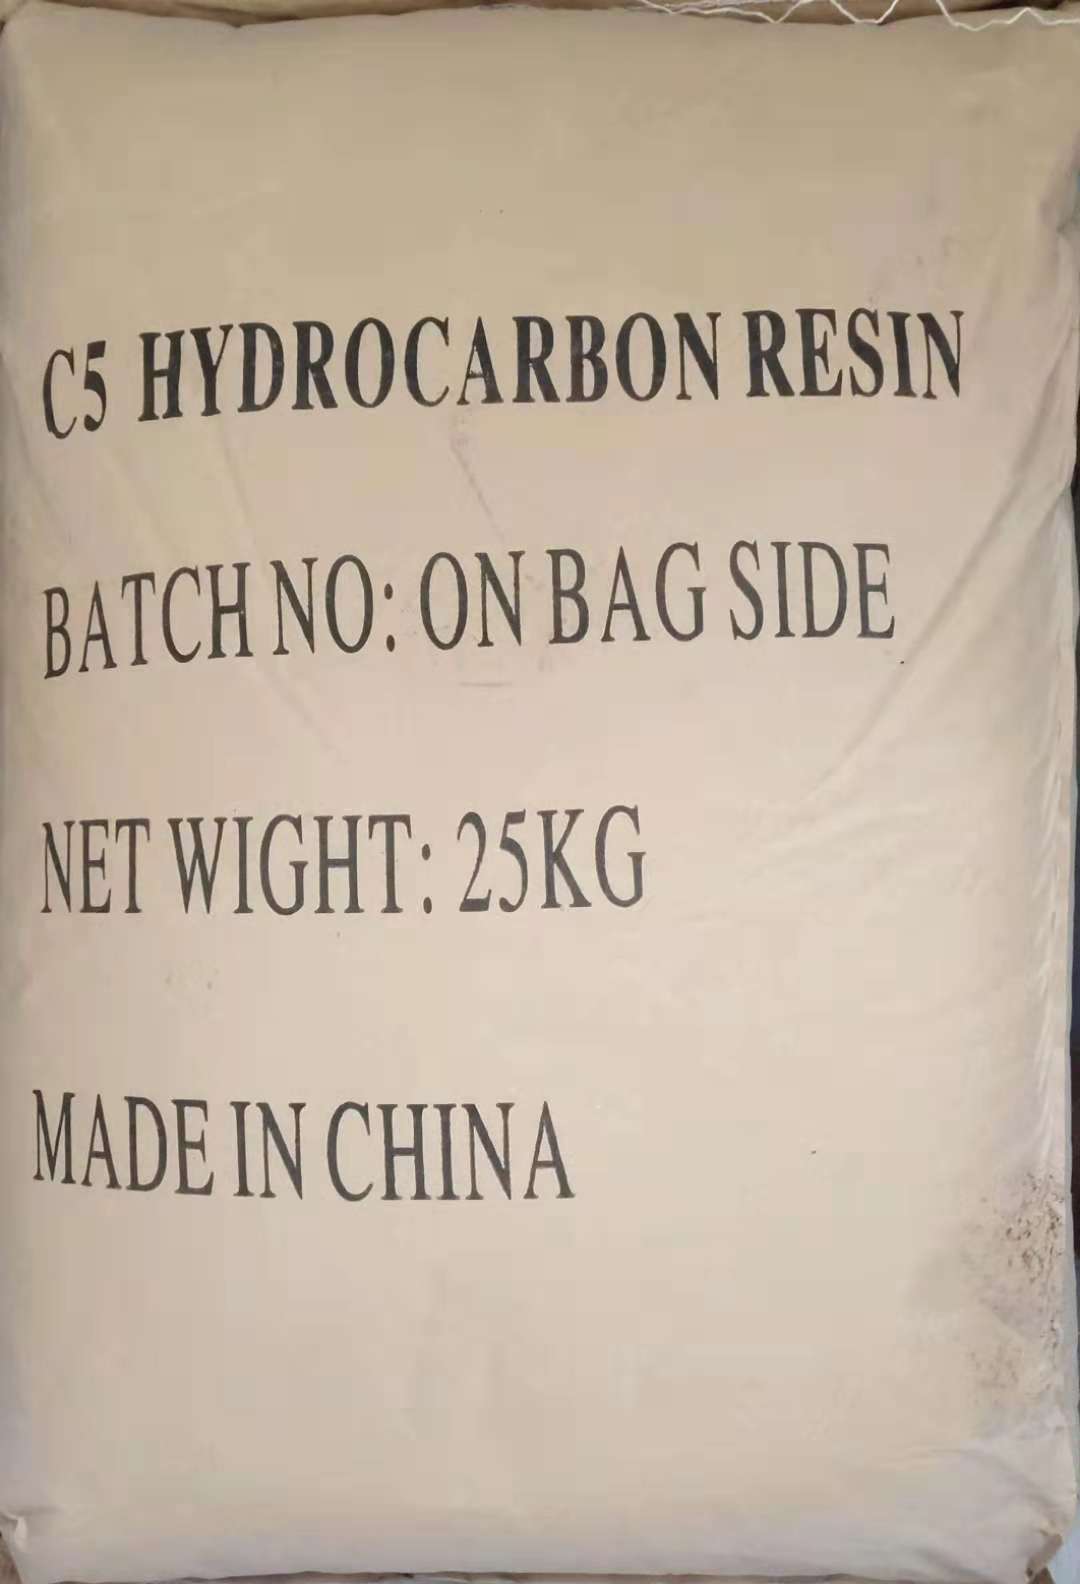 C5 HYDROCARBON RESIN
BATCH NO: ON BAG SIDE
NET WIGHT: 25KG
MADE IN CHINA